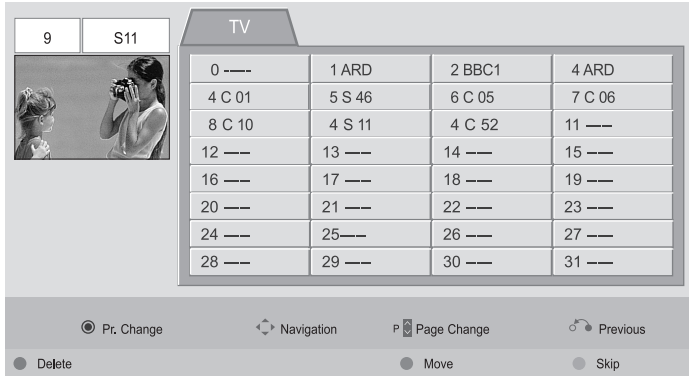 9 S11
TV
0 ----- 1 ARD 2 BBC1 4 ARD
4 C 01 5 S 46 6 C 05 7 C 06
8 C 10 4 S 11 4 C 52 11 ——
12 —— 13 —— 14 —— 15 ——
16 —— 17 —— 18 —— 19 ——
20 —— 21 —— 22 —— 23 ——
24 —— 25—— 26 —— 27 ——
28 —— 29 —— 30 —— 31 ——
Pr. Change Navigation P Page Change Previous
Delete Move Skip